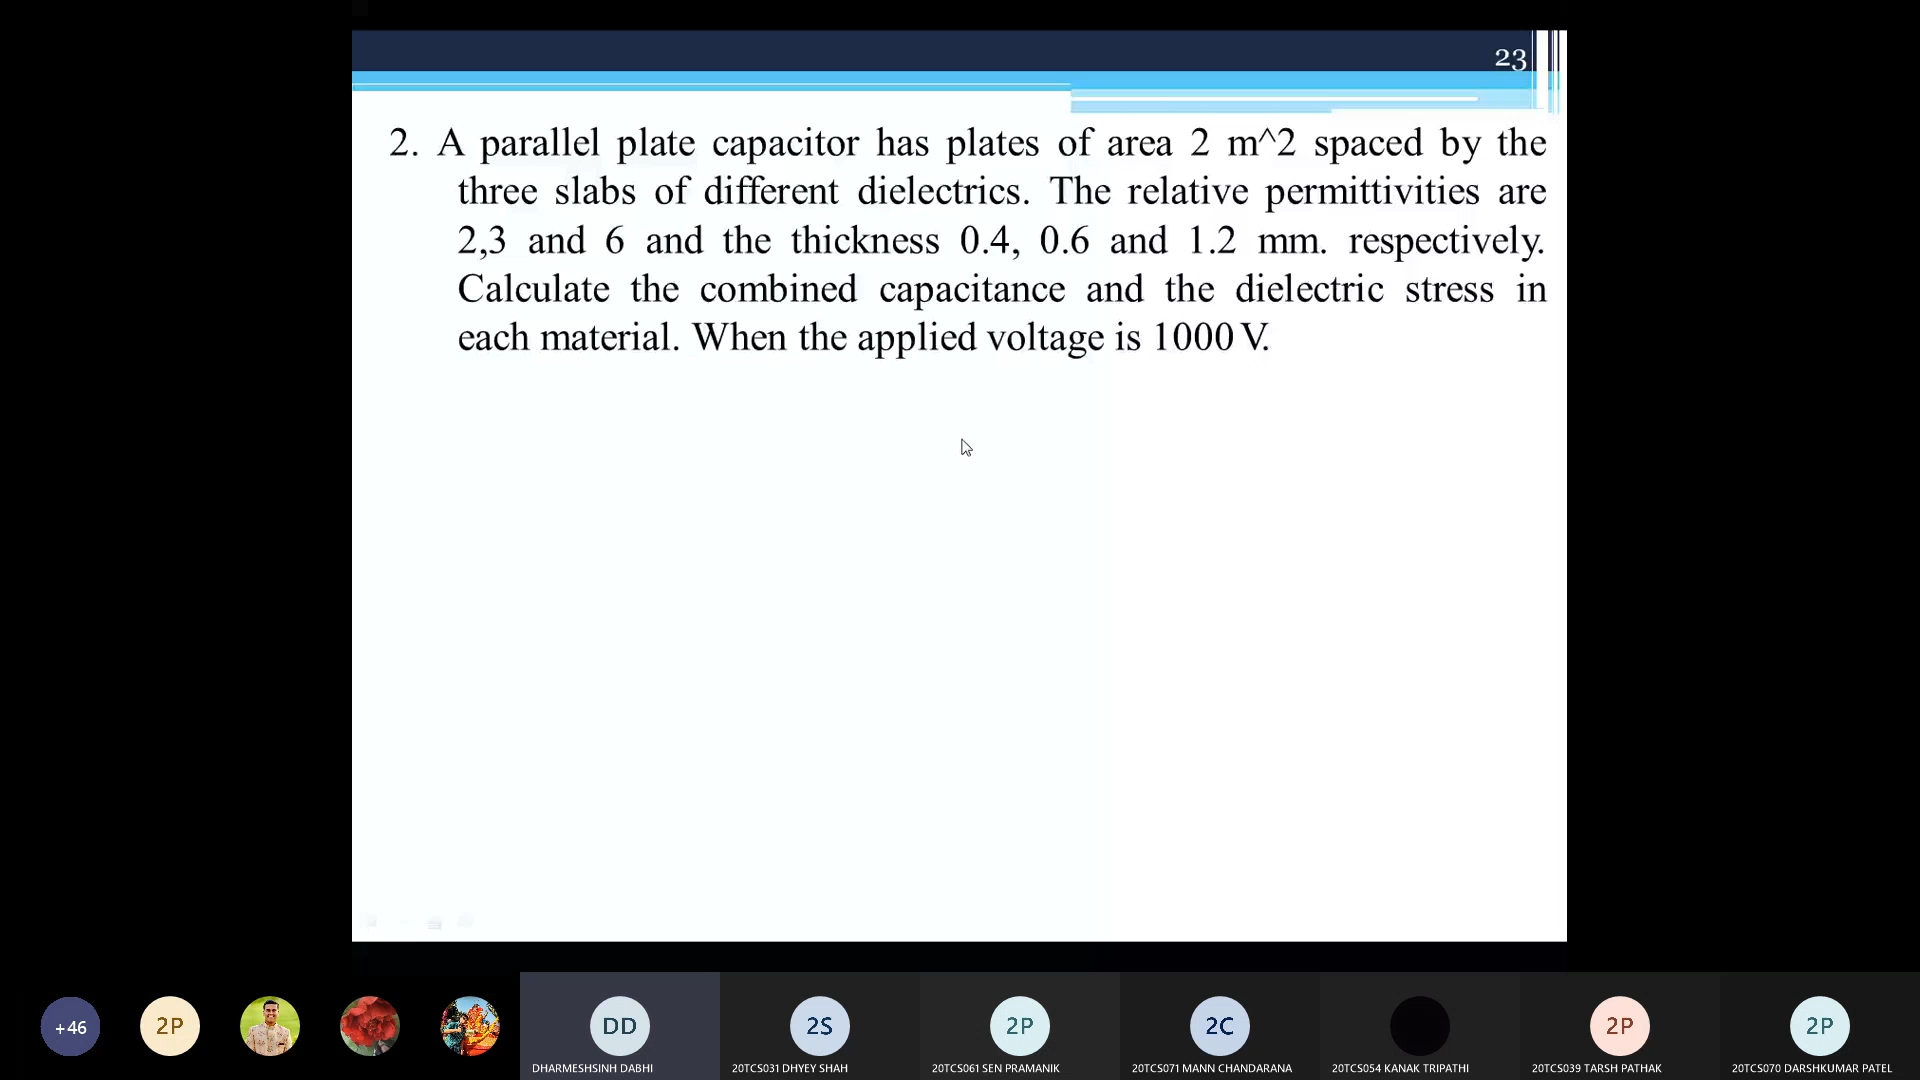 23
2. A parallel plate capacitor has plates of area 2 m^2 spaced by the
three slabs of different dielectrics. The relative permittivities are
2,3 and 6 and the thickness 0.4, 0.6 and 1.2 mm. respectively.
Calculate the combined capacitance and the dielectric stress in
each material. When the applied voltage is 1000 V.
+46 2P DD 2S 2P 2C 2P 2P
DHARMESHSINH DABHI 20TCS031 DHYEY SHAH 20TCS061 SEN PRAMANIK 20TCS071 MANN CHANDARANA 20TCS054 KANAK TRIPATHI 20TCS039 TARSH PATHAK 20TCS070 DARSHKUMAR PATEL